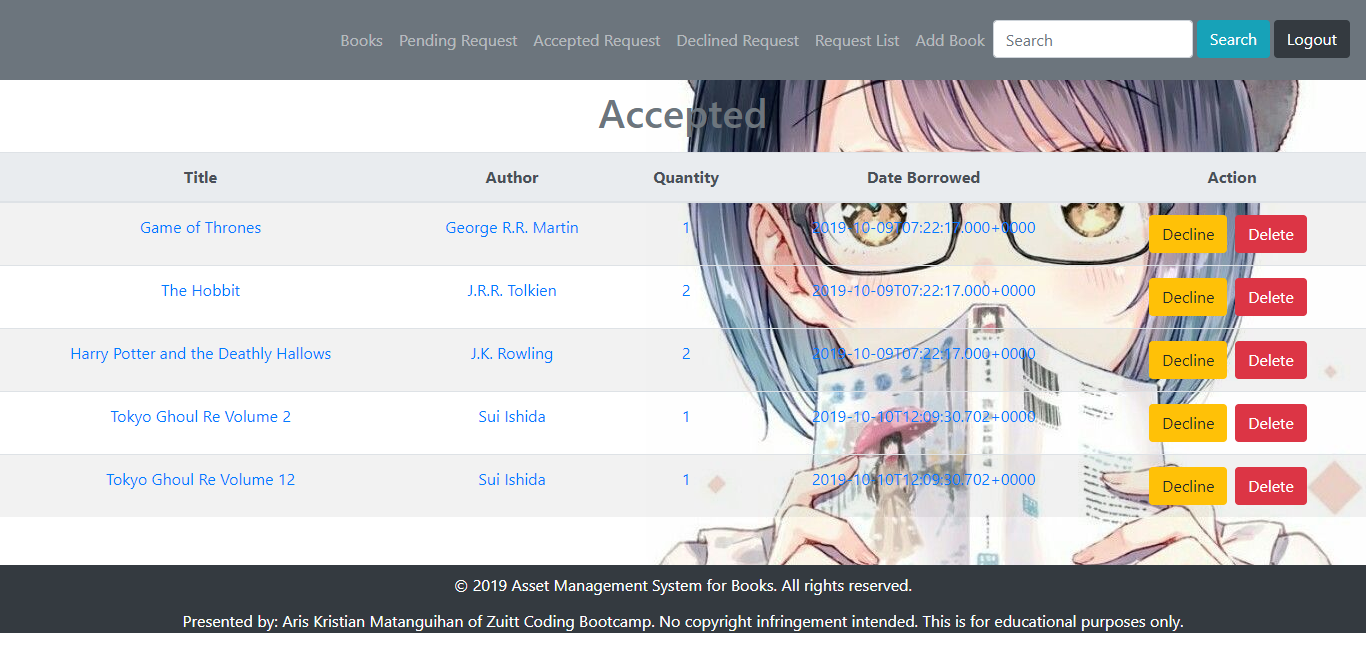 Books Pending Request Accepted Request Declined Request Request List Add Book Search Search Logout
Accepted
Title Author Quantity Date Borrowed Action
Game of Thrones George R.R. Martin 1 2019-10-09T07:22:17.000+0000 Decline Delete
The Hobbit J.R.R. Tolkien 2 2019-10-09T07:22:17.000+0000 Decline Delete
Harry Potter and the Deathly Hallows J.K. Rowling 2 2019-10-09T07:22:17.000+0000 Decline Delete
Tokyo Ghoul Re Volume 2 Sui Ishida 1 2019-10-10T12:09:30.702+0000 Decline Delete
Tokyo Ghoul Re Volume 12 Sui Ishida 1 2019-10-10T12:09:30.702+0000 Decline Delete
© 2019 Asset Management System for Books. All rights reserved.
Presented by: Aris Kristian Matanguihan of Zuitt Coding Bootcamp. No copyright infringement intended. This is for educational purposes only.